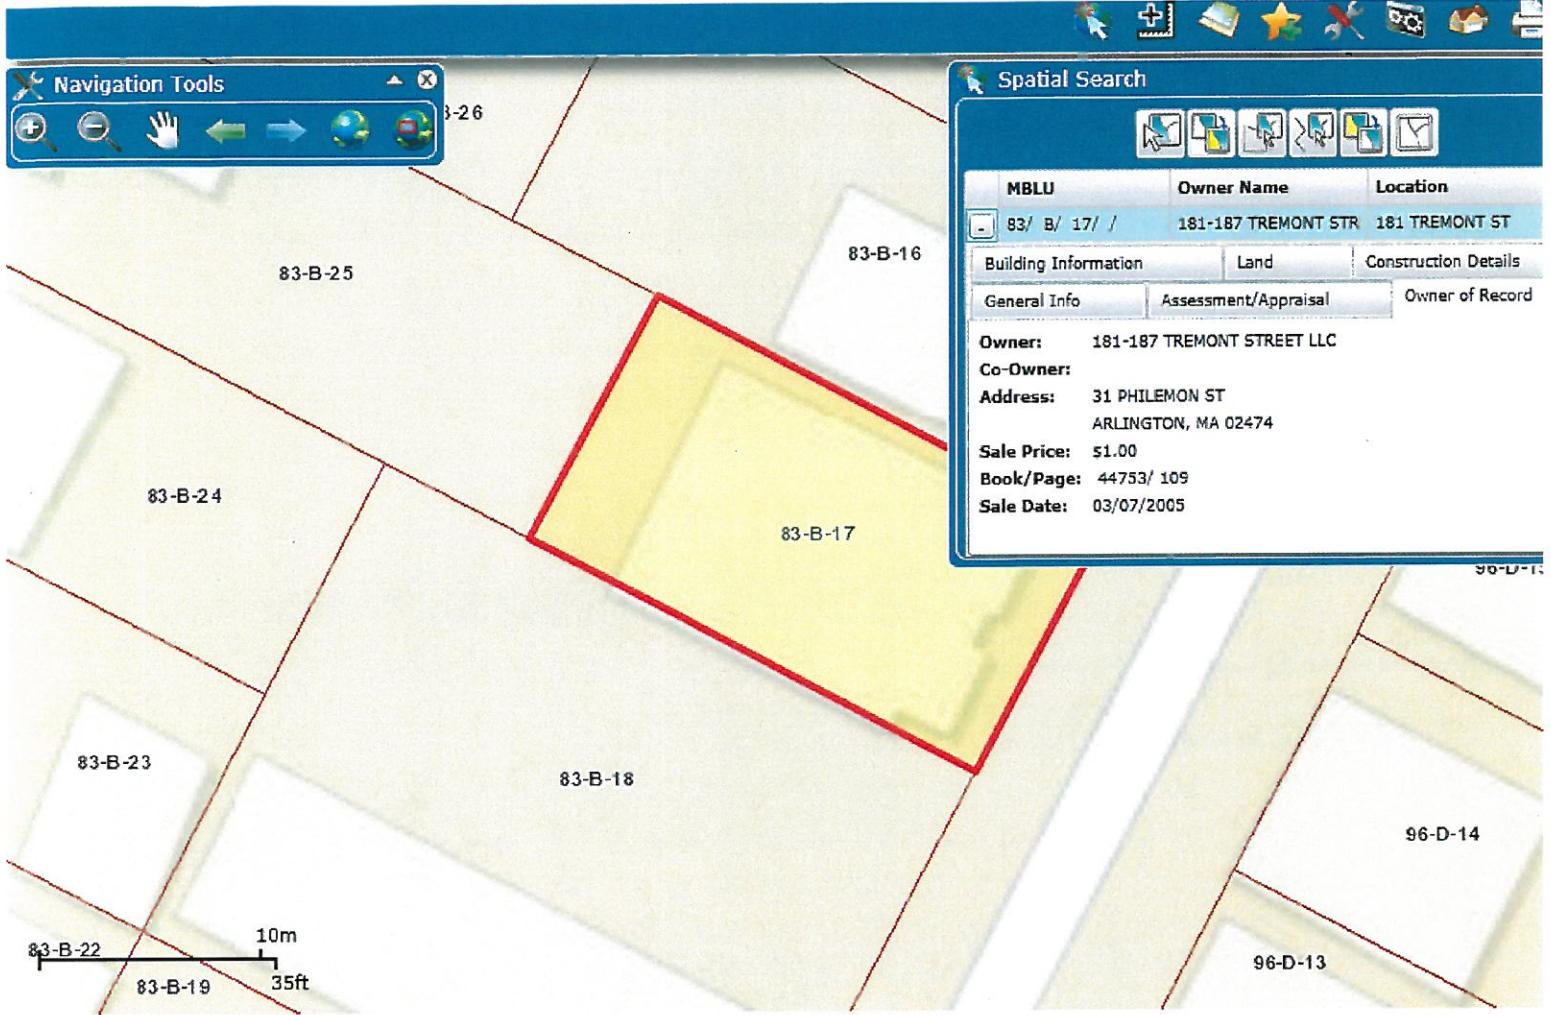 Navigation Tools
Spatial Search
MBLU Owner Name Location
83/ B/ 17/ / 181-187 TREMONT STR 181 TREMONT ST
Building Information Land Construction Details
General Info Assessment/Appraisal Owner of Record
Owner: 181-187 TREMONT STREET LLC
Co-Owner:
Address: 31 PHILEMON ST
ARLINGTON, MA 02474
Sale Price: $1.00
Book/Page: 44753/ 109
Sale Date: 03/07/2005
-26
83-B-16
83-B-25
83-B-24
83-B-17
96-D-1
83-B-23
83-B-18
96-D-14
10m
83-B-22
35ft
83-B-19
96-D-13